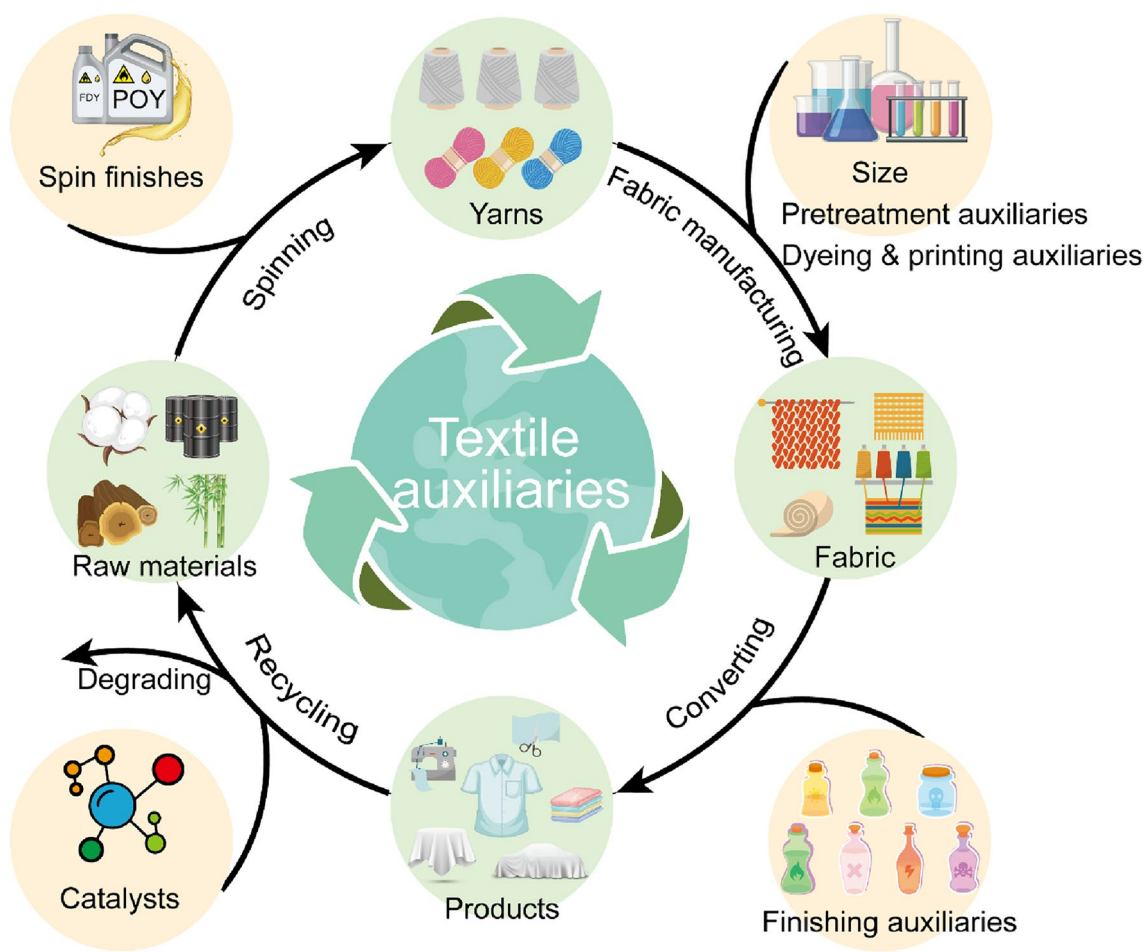 FDY
POY
Spin finishes
Yarns
Size
Pretreatment auxiliaries
Dyeing & printing auxiliaries
Spinning
Fabric manufacturing
Textile
auxiliaries
Raw materials
Fabric
Degrading
Recycling
Converting
Catalysts
Products
Finishing auxiliaries